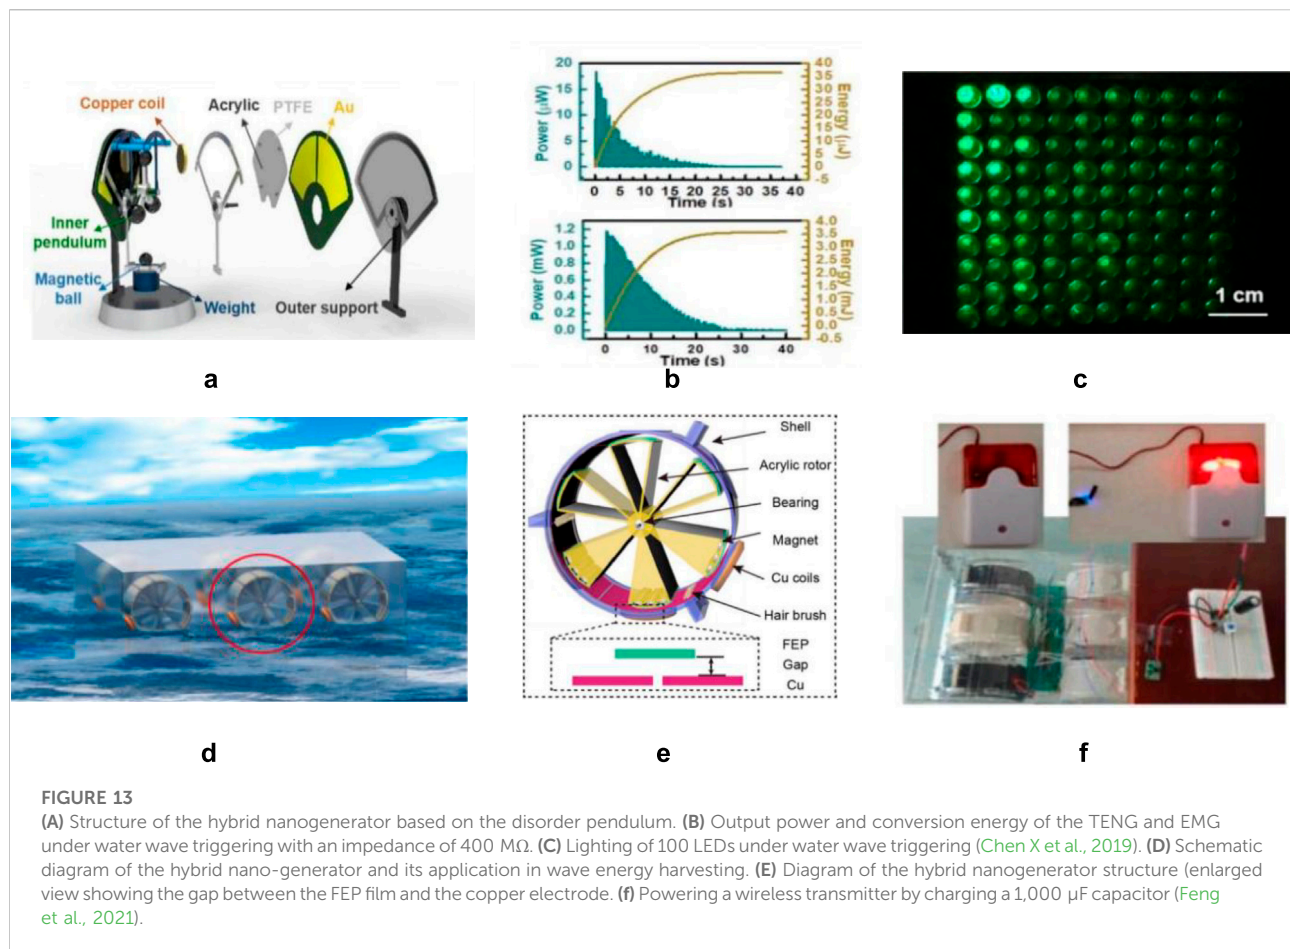 Copper coil
Acrylic
PTFE
Au
Inner
pendulum
Magnetic
ball
Weight
Outer support
a
20
15
10
5
0
Power (μW)
40
35
30
25
20
15
10
5
0
-5
Energy (μJ)
0 5 10 15 20 25 30 35 40
Time (s)
1.2
1.0
0.8
0.6
0.4
0.2
0.0
Power (mW)
4.0
3.5
3.0
2.5
2.0
1.5
1.0
0.5
0.0
-0.5
Energy (mJ)
0 5 10 15 20 25 30 35 40
Time (s)
b
1 cm
c
d
Shell
Acrylic rotor
Bearing
Magnet
Cu coils
Hair brush
FEP
Gap
Cu
e
f
FIGURE 13
(A) Structure of the hybrid nanogenerator based on the disorder pendulum. (B) Output power and conversion energy of the TENG and EMG
under water wave triggering with an impedance of 400 MΩ. (C) Lighting of 100 LEDs under water wave triggering (Chen X et al., 2019). (D) Schematic
diagram of the hybrid nano-generator and its application in wave energy harvesting. (E) Diagram of the hybrid nanogenerator structure (enlarged
view showing the gap between the FEP film and the copper electrode. (f) Powering a wireless transmitter by charging a 1,000 μF capacitor (Feng
et al., 2021).